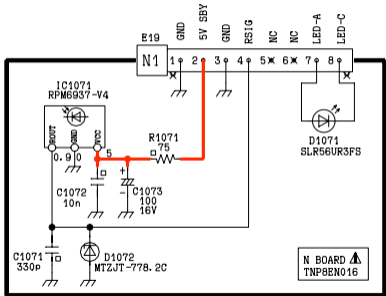 GND
5V SBY
GND
RSIG
NC
NC
LED-A
LED-C
E19
N1
1 2 3 4 5 6 7 8
IC1071
RPM6937-V4
ROUT
GND
VCC
0.9 0 5
R1071
75
D1071
SLR56UR3FS
C1072
10n
+
C1073
100
16V
C1071
330p
D1072
MTZJT-778.2C
N BOARD
TNP8EN016